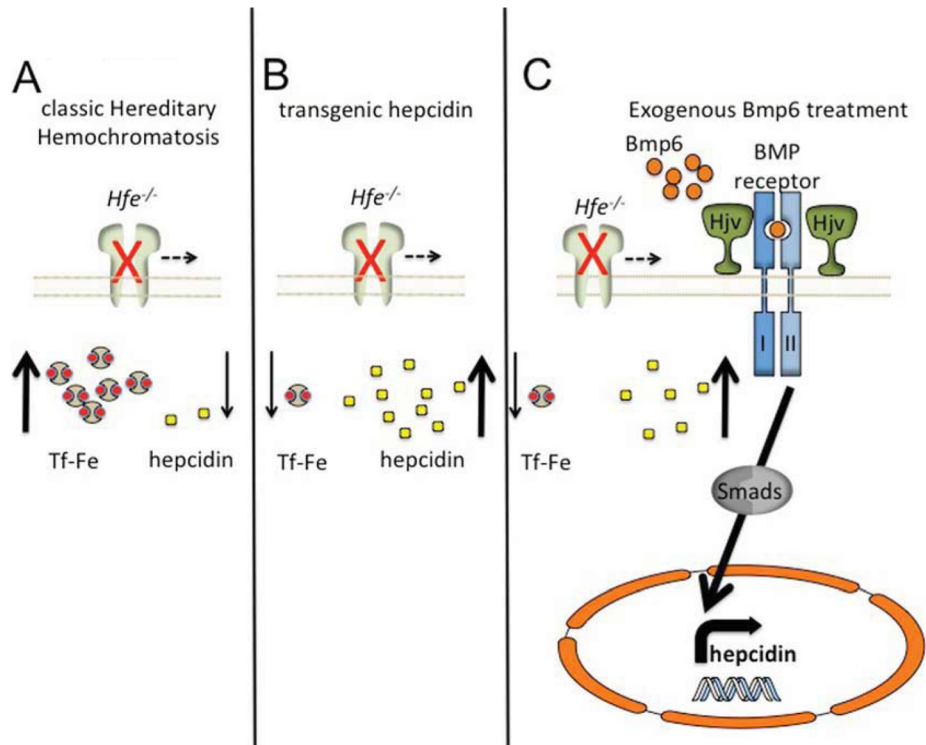 A
classic Hereditary
Hemochromatosis
Hfe-/-
Tf-Fe
hepcidin
B
transgenic hepcidin
Hfe-/-
Tf-Fe
hepcidin
C
Exogenous Bmp6 treatment
Bmp6
BMP
receptor
Hfe-/-
Hjv
Hjv
I
II
Tf-Fe
Smads
hepcidin